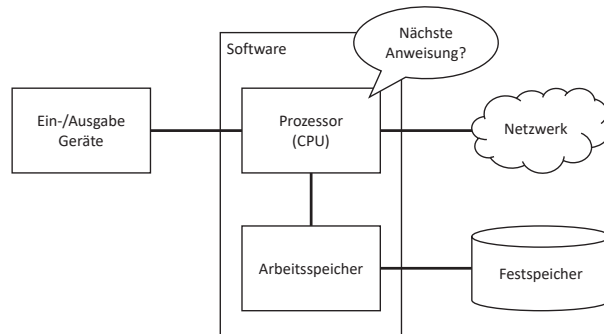 Nächste
Anweisung?
Software
Ein-/Ausgabe
Geräte
Prozessor
(CPU)
Netzwerk
Arbeitsspeicher
Festspeicher